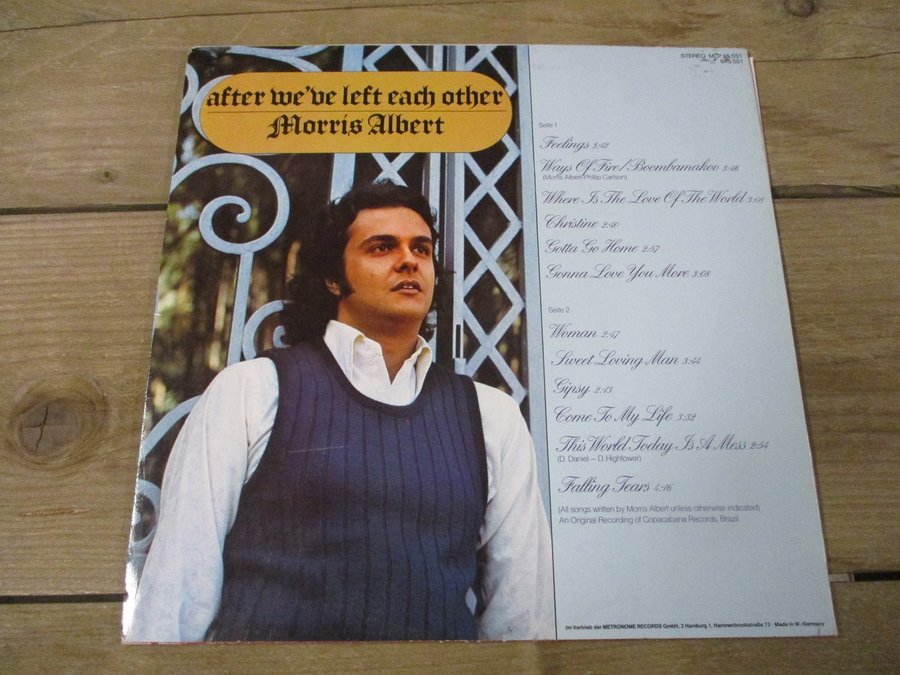 after we've left each other
Morris Albert
STEREO MCP
Seite 1
Feelings 3:42
Ways Of Fire/Boombamakoo 3:46
(Morris Albert-Phillip Carlson)
Where Is The Love Of The World 3:08
Christine 2:40
Gotta Go Home 2:57
Gonna Love You More 3:08
Seite 2
Woman 2:47
Sweet Loving Man 3:44
Gipsy 2:13
Come To My Life 3:32
This World Today Is A Mess 2:54
(D. Daniel – D. Hightower)
Falling Tears 4:16
(All songs written by Morris Albert unless otherwise indicated)
An Original Recording of Copacabana Records, Brazil
Im Vertrieb der METRONOME RECORDS GmbH, 2 Hamburg 1, Hammerbrookstraße 73 · Made in W.-Germany